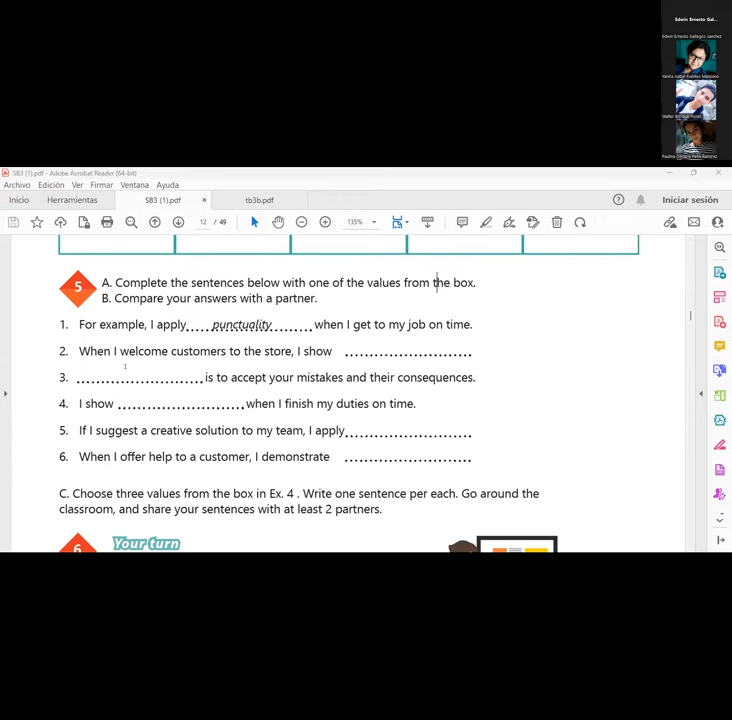 Edwin Ernesto Gal...
Edwin Ernesto Gallegos sanchez
SB3 (1).pdf - Adobe Acrobat Reader (64-bit)
Archivo Edición Ver Firmar Ventana Ayuda
Inicio Herramientas SB3 (1).pdf × tb3b.pdf Iniciar sesión
12 / 49 135%
5 A. Complete the sentences below with one of the values from the box.
B. Compare your answers with a partner.
1. For example, I apply.....punctuality..........when I get to my job on time.
2. When I welcome customers to the store, I show ........................
3. ........................is to accept your mistakes and their consequences.
4. I show ........................when I finish my duties on time.
5. If I suggest a creative solution to my team, I apply........................
6. When I offer help to a customer, I demonstrate ........................
C. Choose three values from the box in Ex. 4 . Write one sentence per each. Go around the
classroom, and share your sentences with at least 2 partners.
6 Your turn